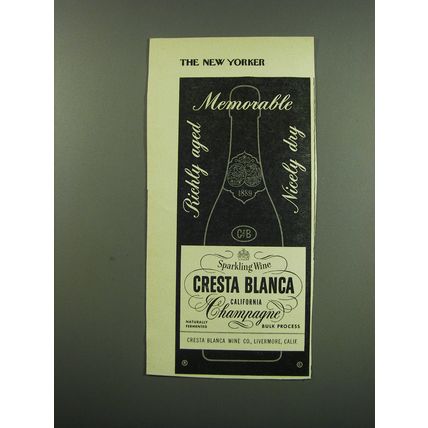 THE NEW YORKER
Memorable
Richly aged
Nicely dry
1889
C&B
Sparkling Wine
CRESTA BLANCA
CALIFORNIA
Champagne
NATURALLY
FERMENTED
BULK PROCESS
CRESTA BLANCA WINE CO., LIVERMORE, CALIF.